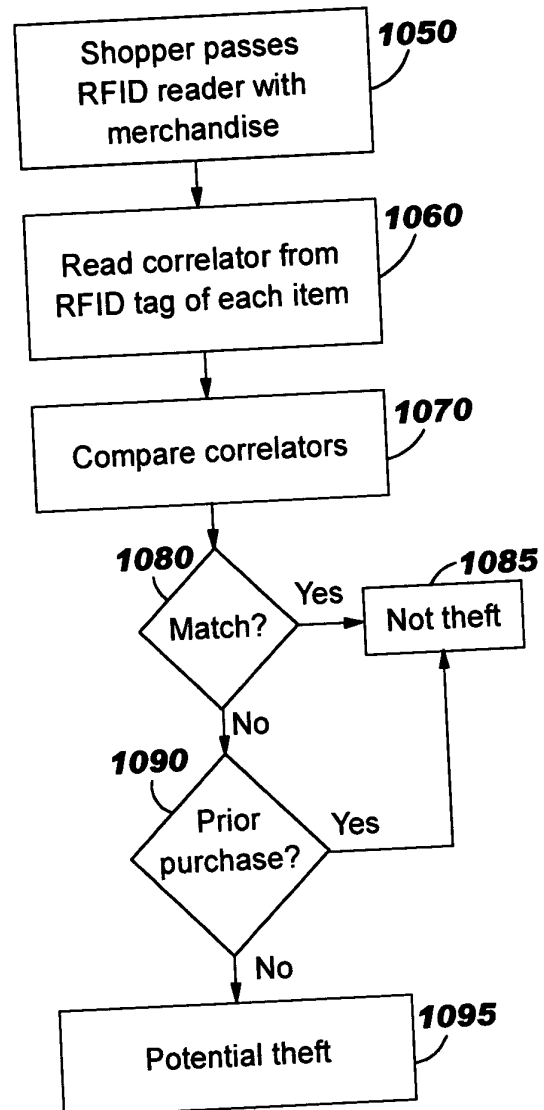 Shopper passes
RFID reader with
merchandise
1050
Read correlator from
RFID tag of each item
1060
Compare correlators
1070
1080
Match?
Yes
Not theft
1085
No
1090
Prior
purchase?
Yes
No
Potential theft
1095